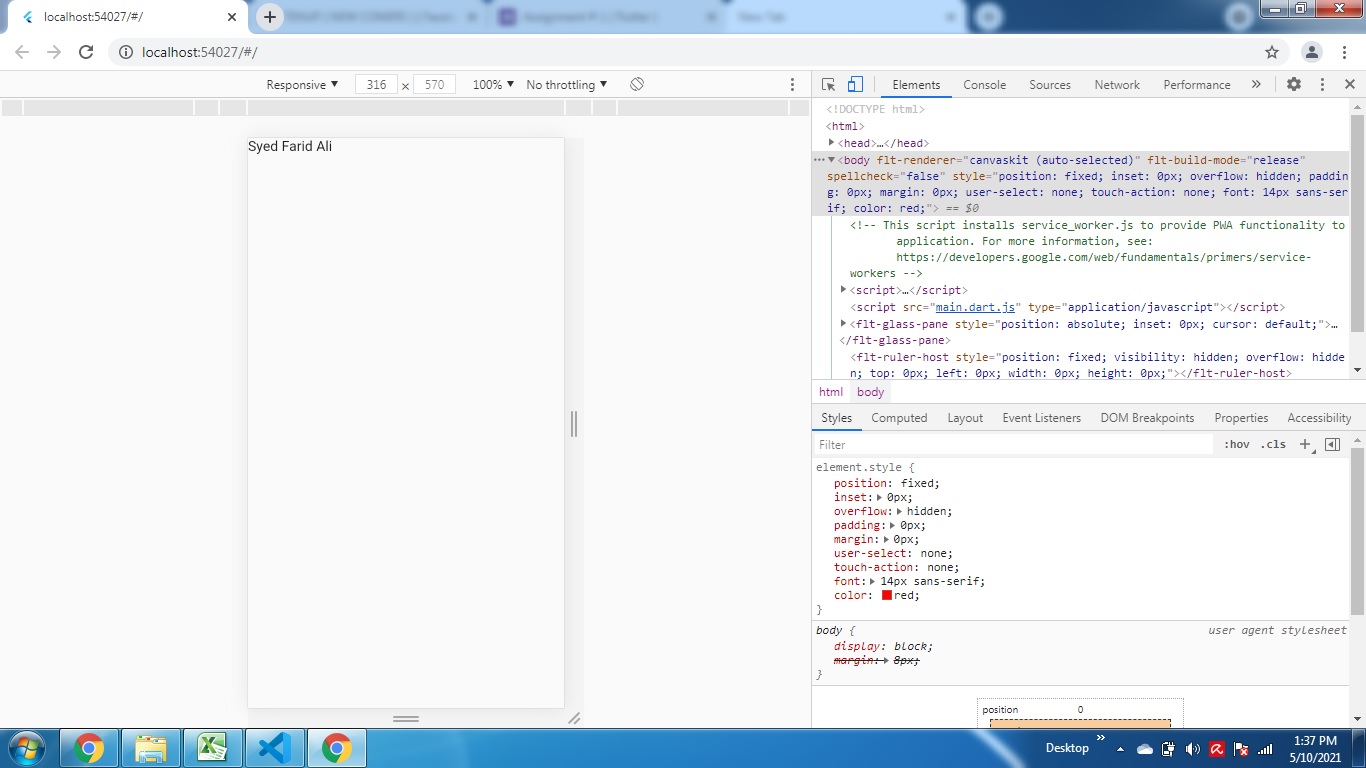 localhost:54027/#/
Assignment # 1 ( Flutter )
New Tab
localhost:54027/#/
Responsive 316 × 570 100% No throttling
Elements Console Sources Network Performance »
Syed Farid Ali
<!DOCTYPE html>
<html>
<head>…</head>
<body flt-renderer="canvaskit (auto-selected)" flt-build-mode="release"
spellcheck="false" style="position: fixed; inset: 0px; overflow: hidden; paddin
g: 0px; margin: 0px; user-select: none; touch-action: none; font: 14px sans-ser
if; color: red;"> == $0
<!-- This script installs service_worker.js to provide PWA functionality to
application. For more information, see:
https://developers.google.com/web/fundamentals/primers/service-
workers -->
<script>…</script>
<script src="main.dart.js" type="application/javascript"></script>
<flt-glass-pane style="position: absolute; inset: 0px; cursor: default;">…
</flt-glass-pane>
<flt-ruler-host style="position: fixed; visibility: hidden; overflow: hidde
n; top: 0px; left: 0px; width: 0px; height: 0px;"></flt-ruler-host>
html body
Styles Computed Layout Event Listeners DOM Breakpoints Properties Accessibility
Filter :hov .cls +
element.style {
position: fixed;
inset: 0px;
overflow: hidden;
padding: 0px;
margin: 0px;
user-select: none;
touch-action: none;
font: 14px sans-serif;
color: red;
}
body { user agent stylesheet
display: block;
margin: 8px;
}
position 0
Desktop » 1:37 PM
5/10/2021